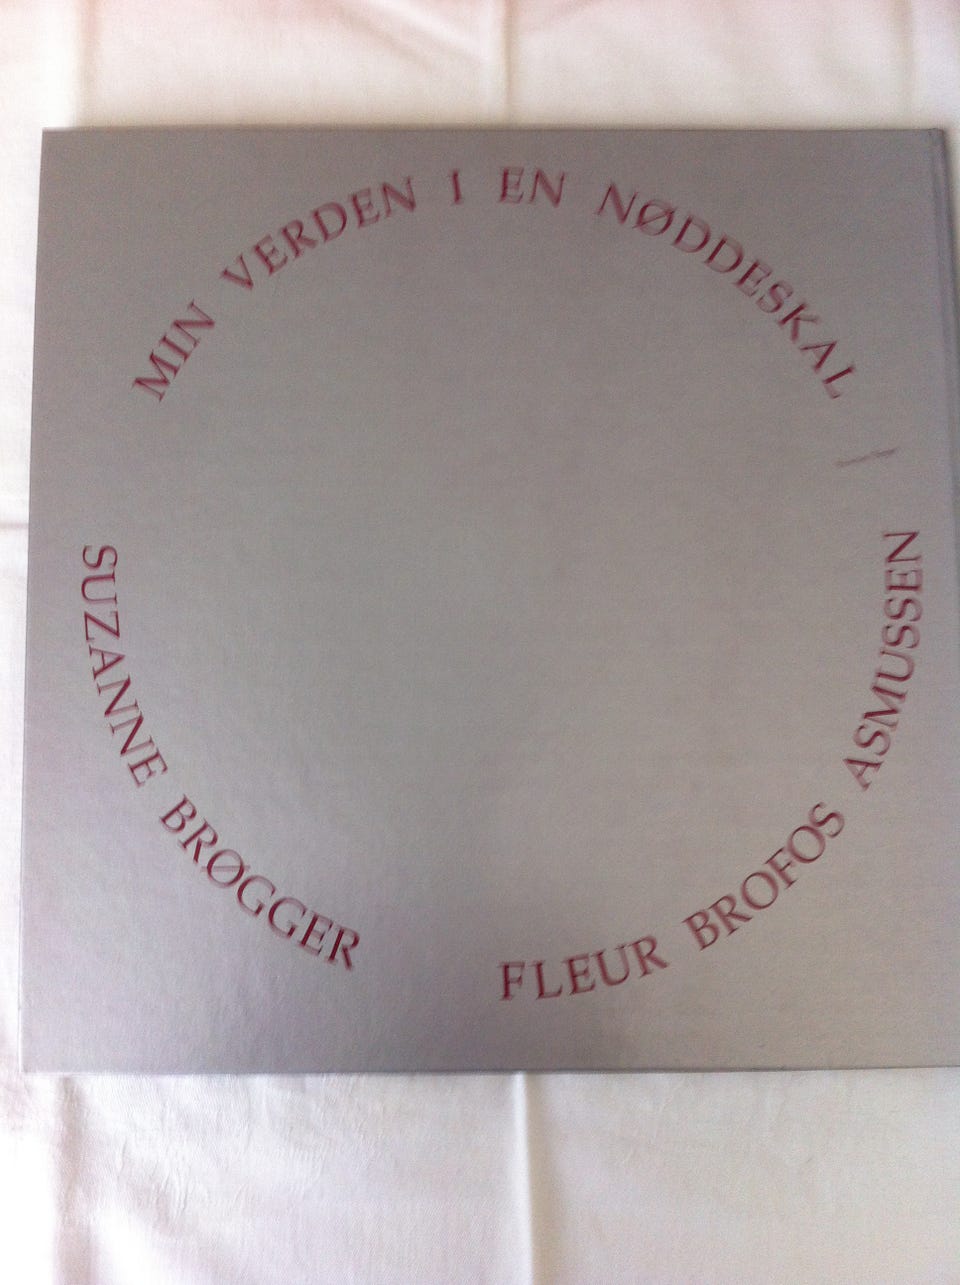 MIN VERDEN I EN NØDDESKAL
SUZANNE BRØGGER
FLEUR BROFOS ASMUSSEN